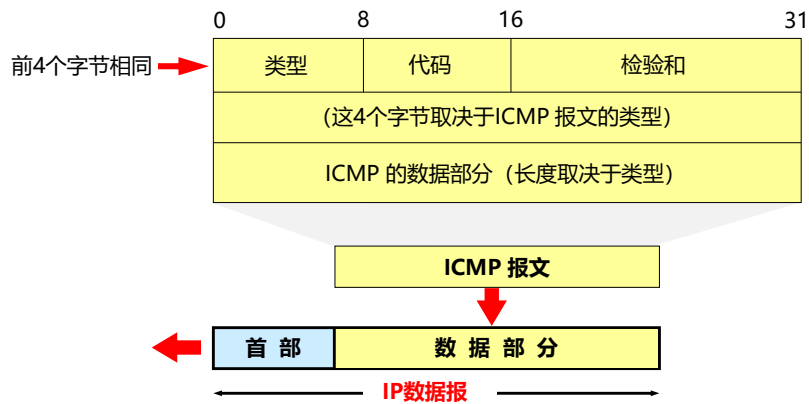 0 8 16 31
前4个字节相同 类型 代码 检验和
(这4个字节取决于ICMP 报文的类型)
ICMP 的数据部分 (长度取决于类型)
ICMP 报文
首 部 数 据 部 分
IP数据报